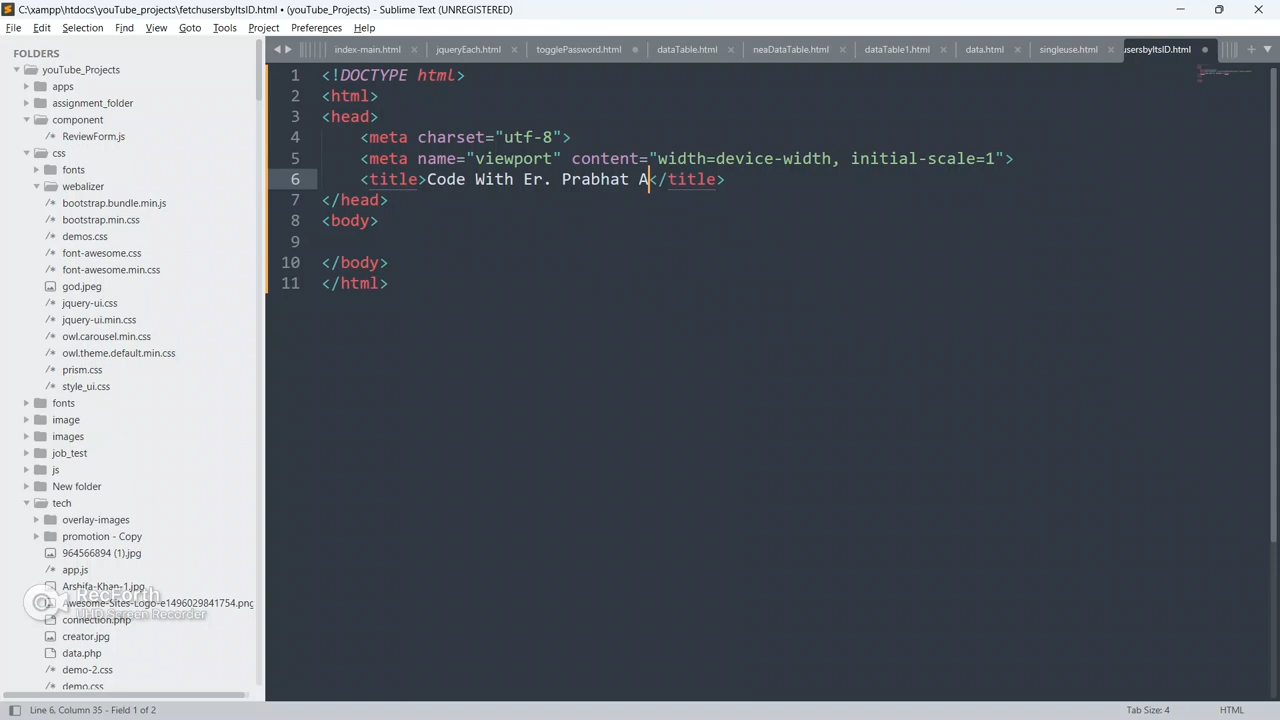 C:\xampp\htdocs\youTube_projects\fetchusersbyItsID.html • (youTube_Projects) - Sublime Text (UNREGISTERED)
File Edit Selection Find View Goto Tools Project Preferences Help
FOLDERS
youTube_Projects
apps
assignment_folder
component
ReviewForm.js
css
fonts
webalizer
bootstrap.bundle.min.js
bootstrap.min.css
demos.css
font-awesome.css
font-awesome.min.css
god.jpeg
jquery-ui.css
jquery-ui.min.css
owl.carousel.min.css
owl.theme.default.min.css
prism.css
style_ui.css
fonts
image
images
job_test
js
New folder
tech
overlay-images
promotion - Copy
964566894 (1).jpg
app.js
Arshifa-Khan-1.jpg
Awesome-Sites-Logo-e1496029841754.png
connection.php
creator.jpg
data.php
demo-2.css
demo.css
RecForth
UHD Screen Recorder
index-main.html jqueryEach.html togglePassword.html dataTable.html neaDataTable.html dataTable1.html data.html singleuse.html usersbyItsID.html
1 <!DOCTYPE html>
2 <html>
3 <head>
4 <meta charset="utf-8">
5 <meta name="viewport" content="width=device-width, initial-scale=1">
6 <title>Code With Er. Prabhat A</title>
7 </head>
8 <body>
9
10 </body>
11 </html>
Line 6, Column 35 - Field 1 of 2
Tab Size: 4
HTML